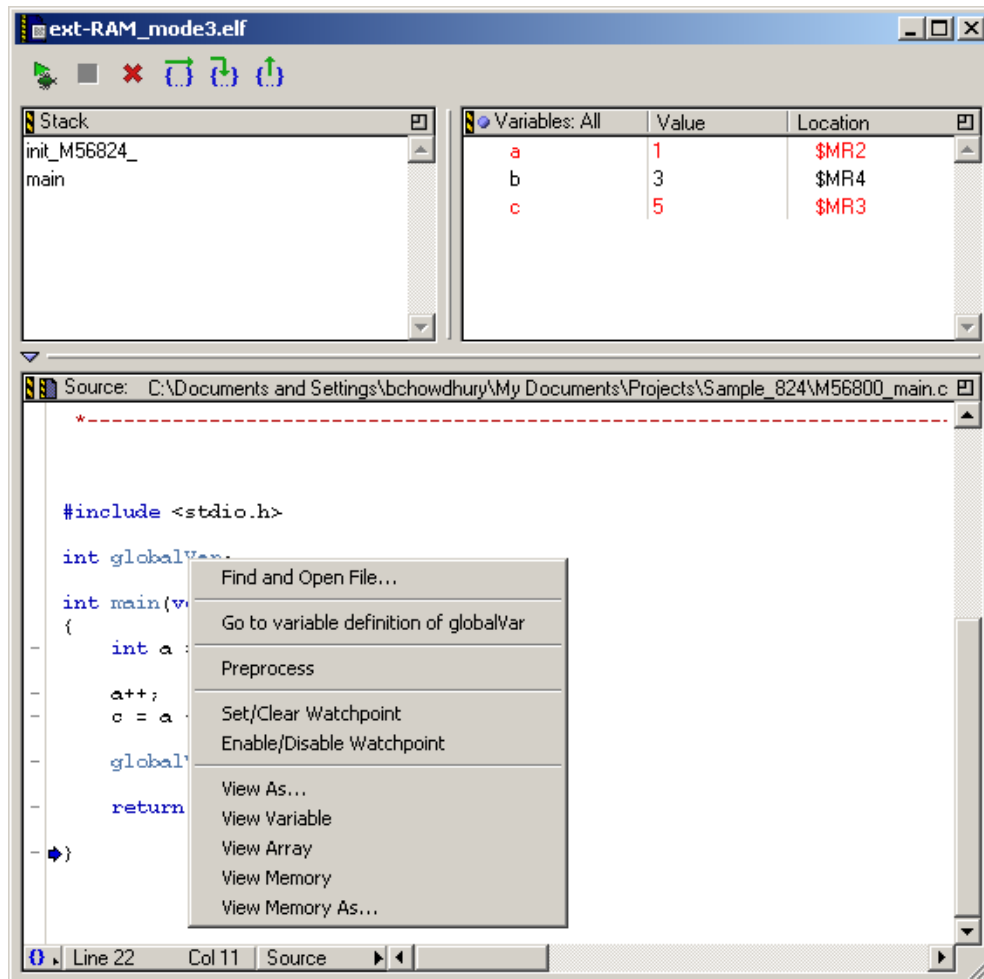 ext-RAM_mode3.elf
Stack
init_M56824_
main
Variables: All Value Location
a 1 $MR2
b 3 $MR4
c 5 $MR3
Source: C:\Documents and Settings\bchowdhury\My Documents\Projects\Sample_824\M56800_main.c
*------------------------------------------------------------------
#include <stdio.h>
int globalVar;
int main(vo
{
int a =
a++;
c = a +
globalV
return
}
Find and Open File...
Go to variable definition of globalVar
Preprocess
Set/Clear Watchpoint
Enable/Disable Watchpoint
View As...
View Variable
View Array
View Memory
View Memory As...
Line 22 Col 11 Source